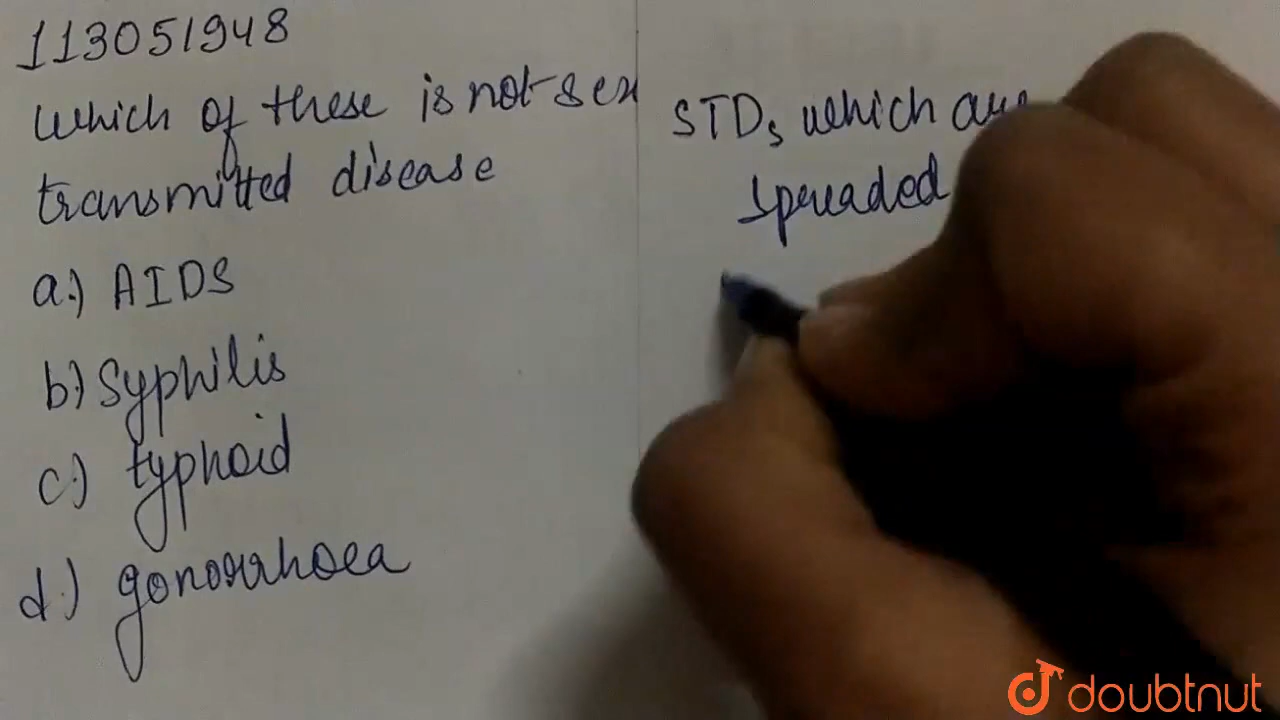 113051948
which of these is not sex
transmitted disease
a.) AIDS
b.) Syphilis
c.) typhoid
d.) gonorrhoea
STDs which are
spreaded
doubtnut